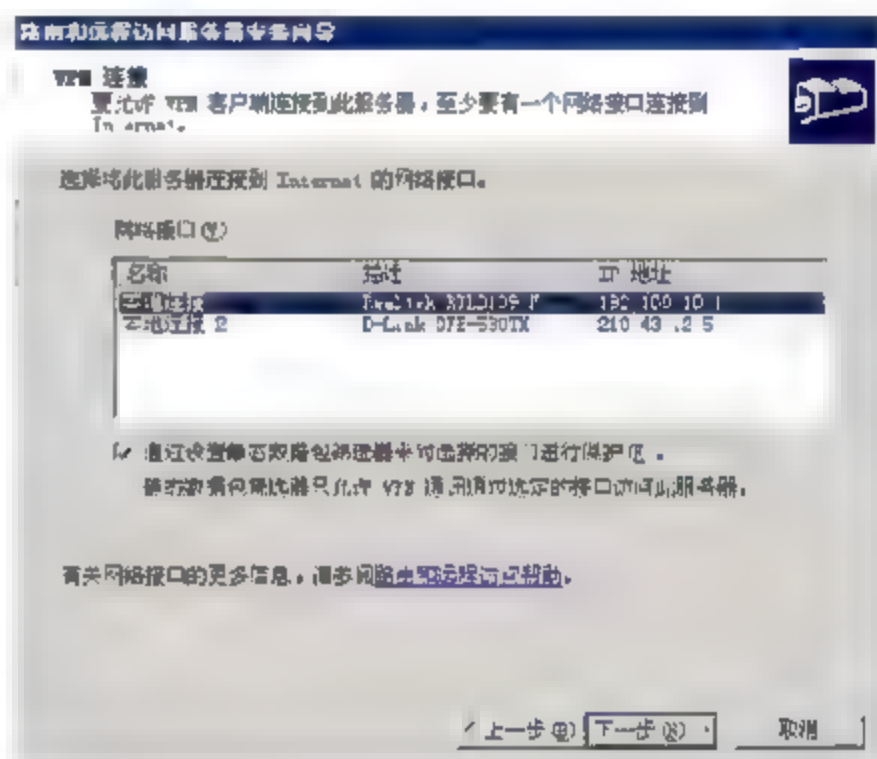 路由和远程访问服务器安装向导
VPN 连接
要允许 VPN 客户端连接到此服务器，至少要有一个网络接口连接到
Internet。
选择将此服务器连接到 Internet 的网络接口。
网络接口
名称 描述 IP 地址
本地连接 Realtek RTL8139 192
本地连接 2 D-Link DFE-530TX 210 43
通过设置静态数据包筛选器来对选择的接口进行保护
静态数据包筛选器只允许 VPN 通讯通过选定的接口访问此服务器。
有关网络接口的更多信息，请参阅路由和远程访问帮助。
上一步(B) 下一步(N) 取消